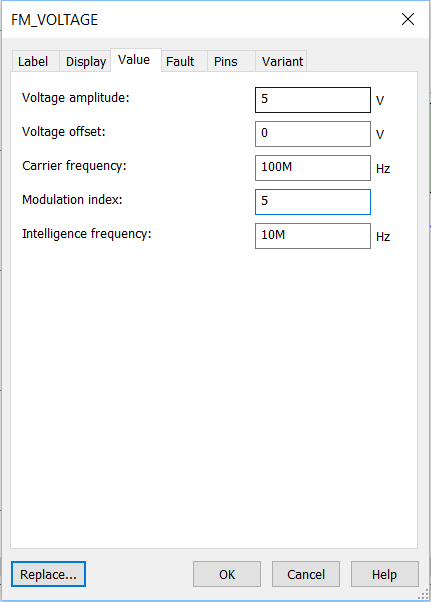 FM_VOLTAGE
Label Display Value Fault Pins Variant
Voltage amplitude: 5 V
Voltage offset: 0 V
Carrier frequency: 100M Hz
Modulation index: 5
Intelligence frequency: 10M Hz
Replace... OK Cancel Help